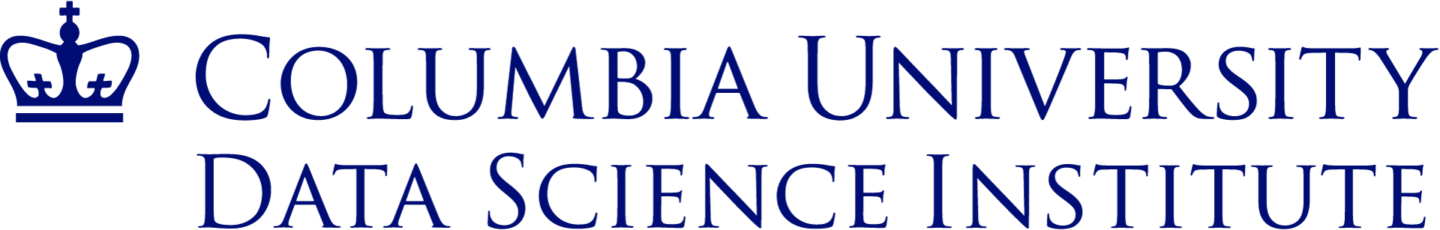 COLUMBIA UNIVERSITY
DATA SCIENCE INSTITUTE